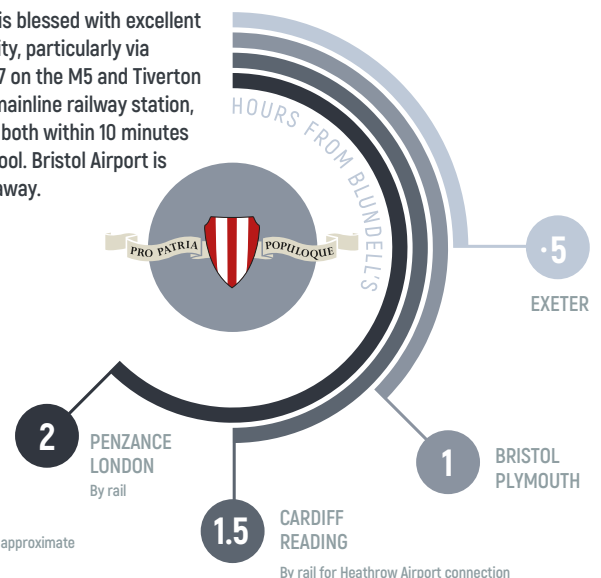 is blessed with excellent
ity, particularly via
7 on the M5 and Tiverton
mainline railway station,
both within 10 minutes
ool. Bristol Airport is
away.
HOURS FROM BLUNDELL'S
PRO PATRIA POPULOQUE
·5
EXETER
1
BRISTOL
PLYMOUTH
1.5
CARDIFF
READING
By rail for Heathrow Airport connection
2
PENZANCE
LONDON
By rail
approximate